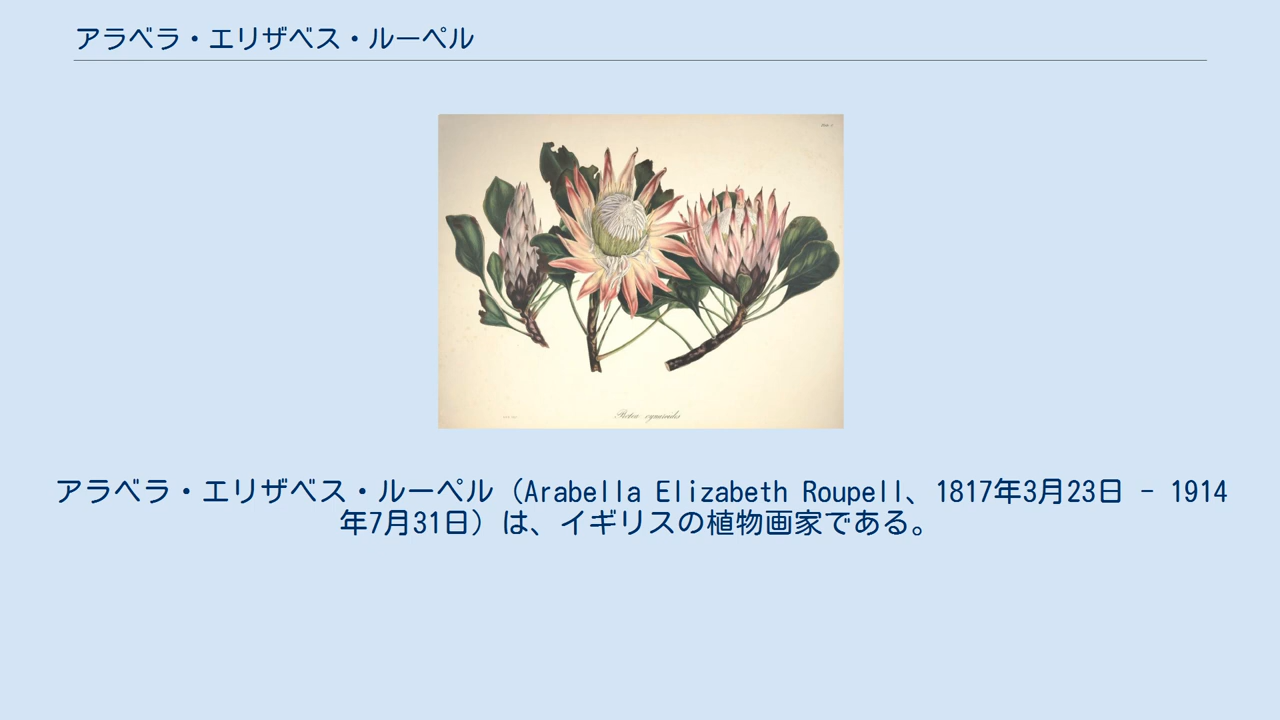 アラベラ・エリザベス・ルーペル
Protea cynaroides
アラベラ・エリザベス・ルーペル（Arabella Elizabeth Roupell、1817年3月23日 - 1914
年7月31日）は、イギリスの植物画家である。